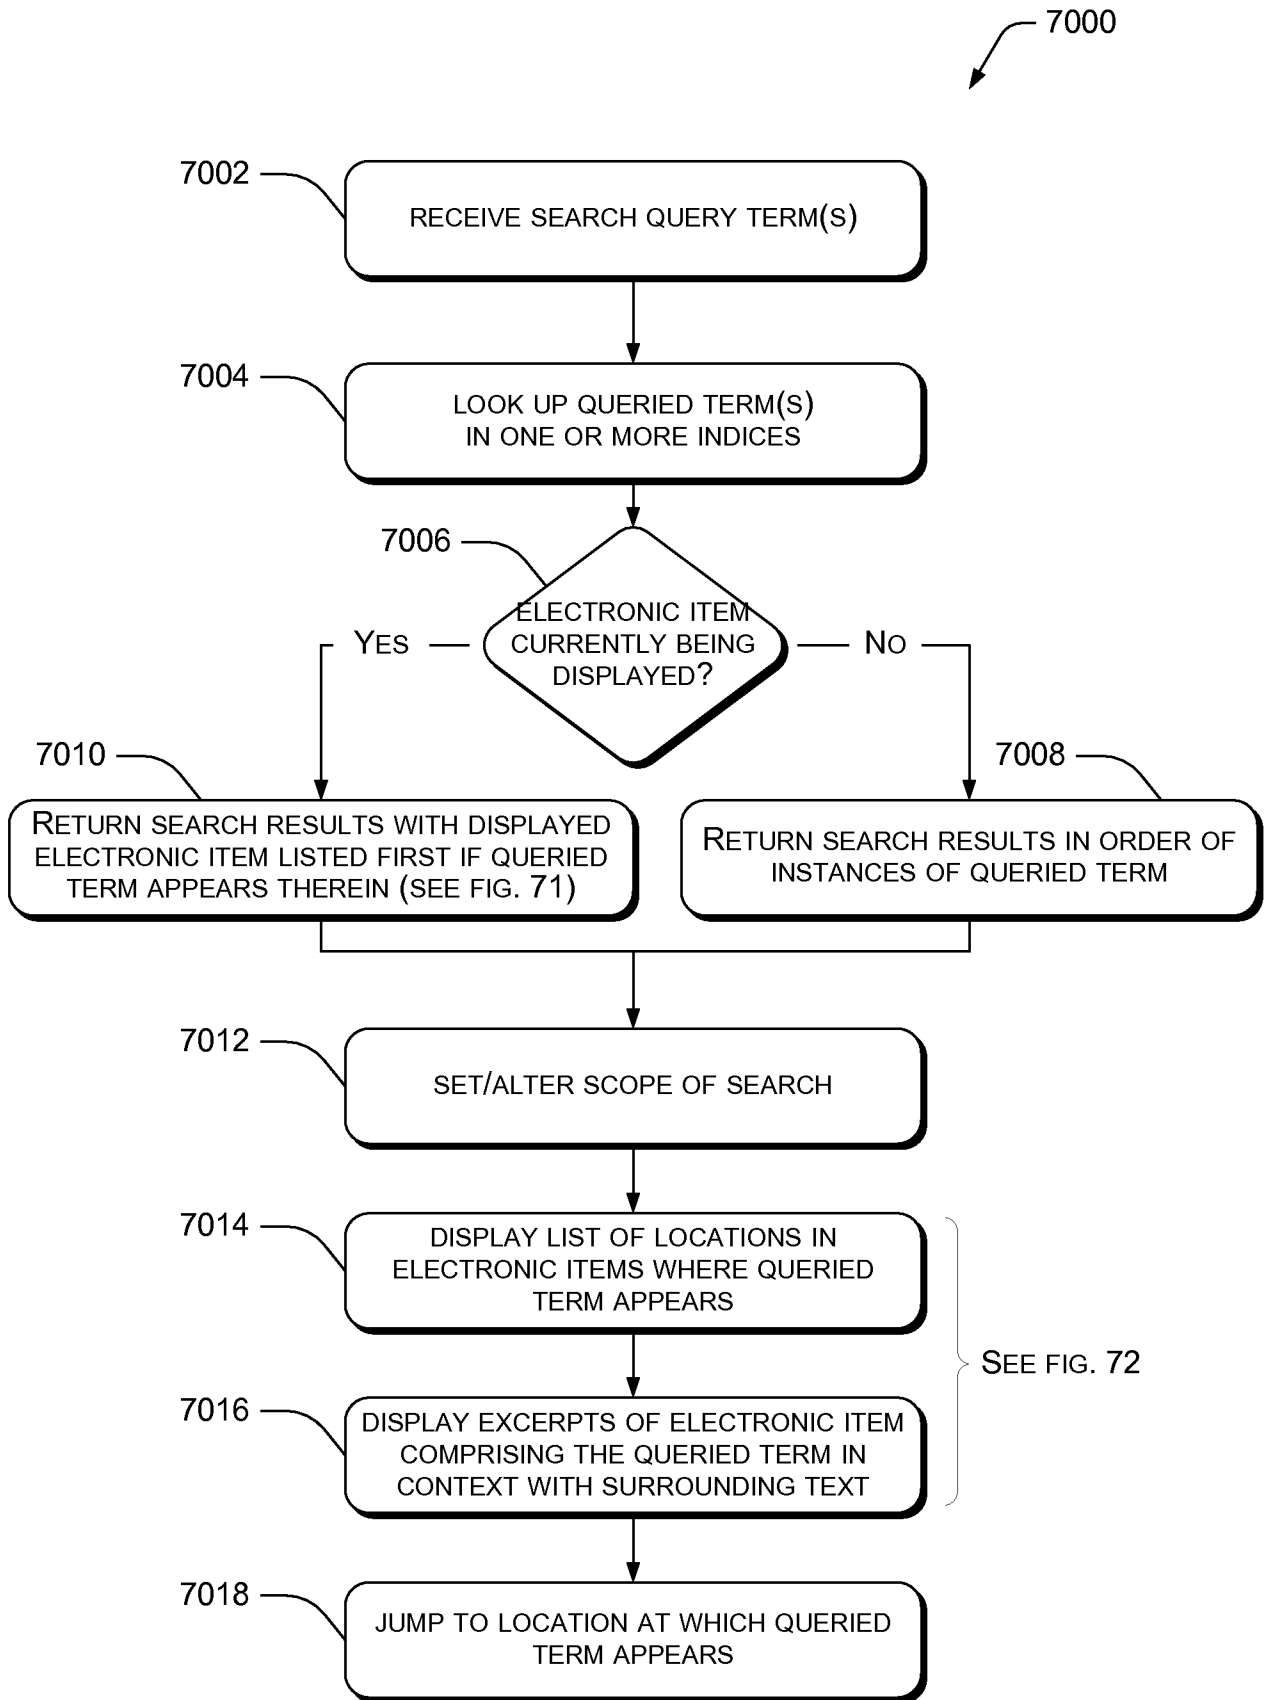 7000
7002
RECEIVE SEARCH QUERY TERM(S)
7004
LOOK UP QUERIED TERM(S)
IN ONE OR MORE INDICES
7006
ELECTRONIC ITEM
CURRENTLY BEING
DISPLAYED?
YES
NO
7010
RETURN SEARCH RESULTS WITH DISPLAYED
ELECTRONIC ITEM LISTED FIRST IF QUERIED
TERM APPEARS THEREIN (SEE FIG. 71)
7008
RETURN SEARCH RESULTS IN ORDER OF
INSTANCES OF QUERIED TERM
7012
SET/ALTER SCOPE OF SEARCH
7014
DISPLAY LIST OF LOCATIONS IN
ELECTRONIC ITEMS WHERE QUERIED
TERM APPEARS
SEE FIG. 72
7016
DISPLAY EXCERPTS OF ELECTRONIC ITEM
COMPRISING THE QUERIED TERM IN
CONTEXT WITH SURROUNDING TEXT
7018
JUMP TO LOCATION AT WHICH QUERIED
TERM APPEARS